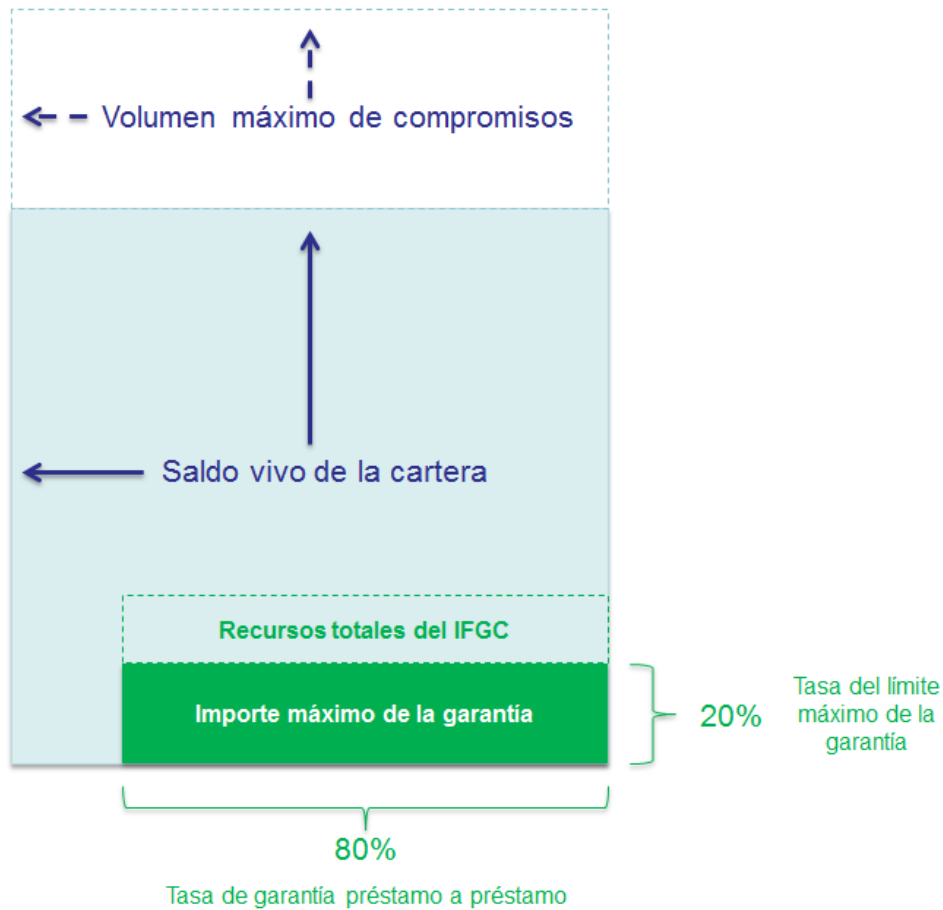 Volumen máximo de compromisos
Saldo vivo de la cartera
Recursos totales del IFGC
Importe máximo de la garantía
20%
Tasa del límite
máximo de la
garantía
80%
Tasa de garantía préstamo a préstamo